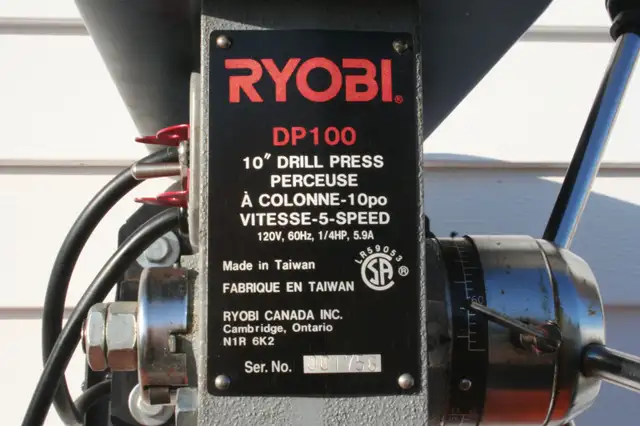 RYOBI®
DP100
10" DRILL PRESS
PERCEUSE
À COLONNE-10po
VITESSE-5-SPEED
120V, 60Hz, 1/4HP, 5.9A
Made in Taiwan
FABRIQUE EN TAIWAN
LR59053
SA ®
RYOBI CANADA INC.
Cambridge, Ontario
N1R 6K2
Ser. No.